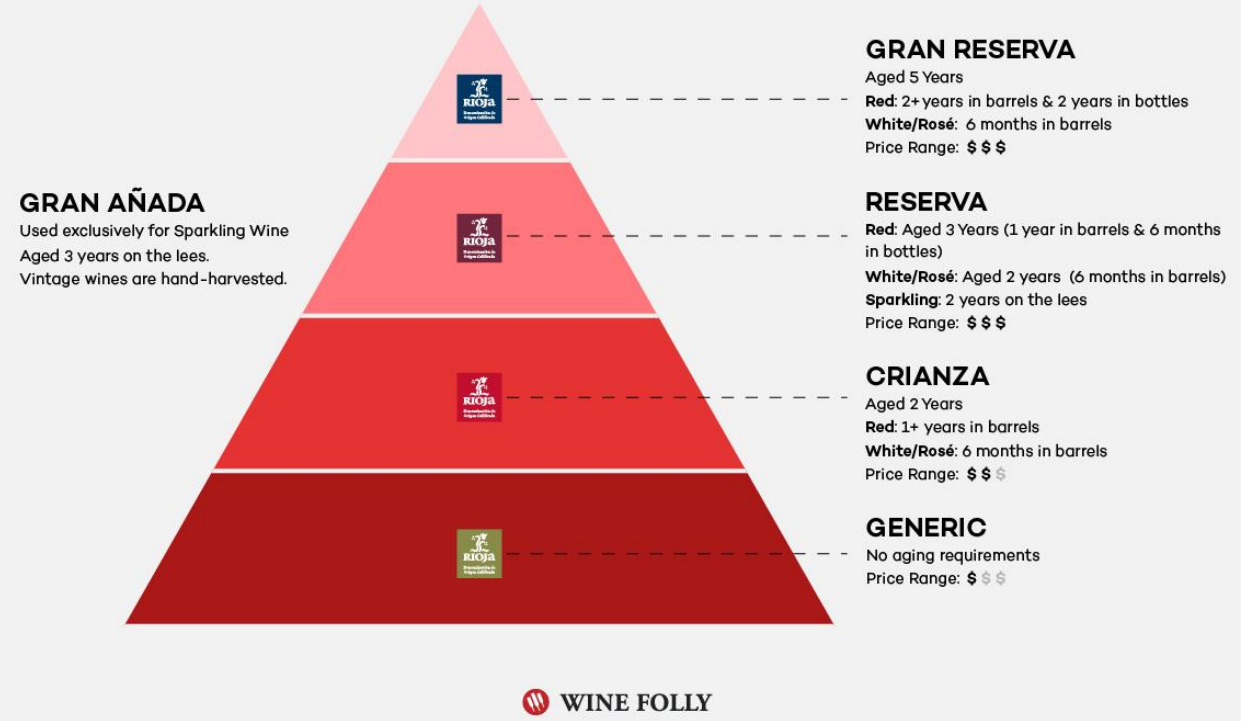 GRAN AÑADA
Used exclusively for Sparkling Wine
Aged 3 years on the lees.
Vintage wines are hand-harvested.
RIOJA
GRAN RESERVA
Aged 5 Years
Red: 2+ years in barrels & 2 years in bottles
White/Rosé: 6 months in barrels
Price Range: $ $ $
RIOJA
RESERVA
Red: Aged 3 Years (1 year in barrels & 6 months
in bottles)
White/Rosé: Aged 2 years (6 months in barrels)
Sparkling: 2 years on the lees
Price Range: $ $ $
RIOJA
CRIANZA
Aged 2 Years
Red: 1+ years in barrels
White/Rosé: 6 months in barrels
Price Range: $ $ $
RIOJA
GENERIC
No aging requirements
Price Range: $ $ $
WINE FOLLY